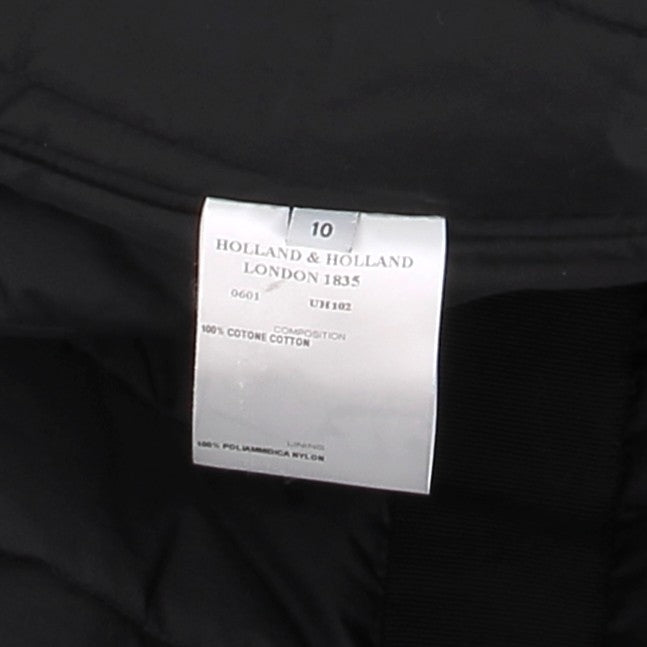 10
HOLLAND & HOLLAND
LONDON 1835
0601 UH102
COMPOSITION
100% COTONE COTTON
LINING
100% POLIAMMIDICA NYLON